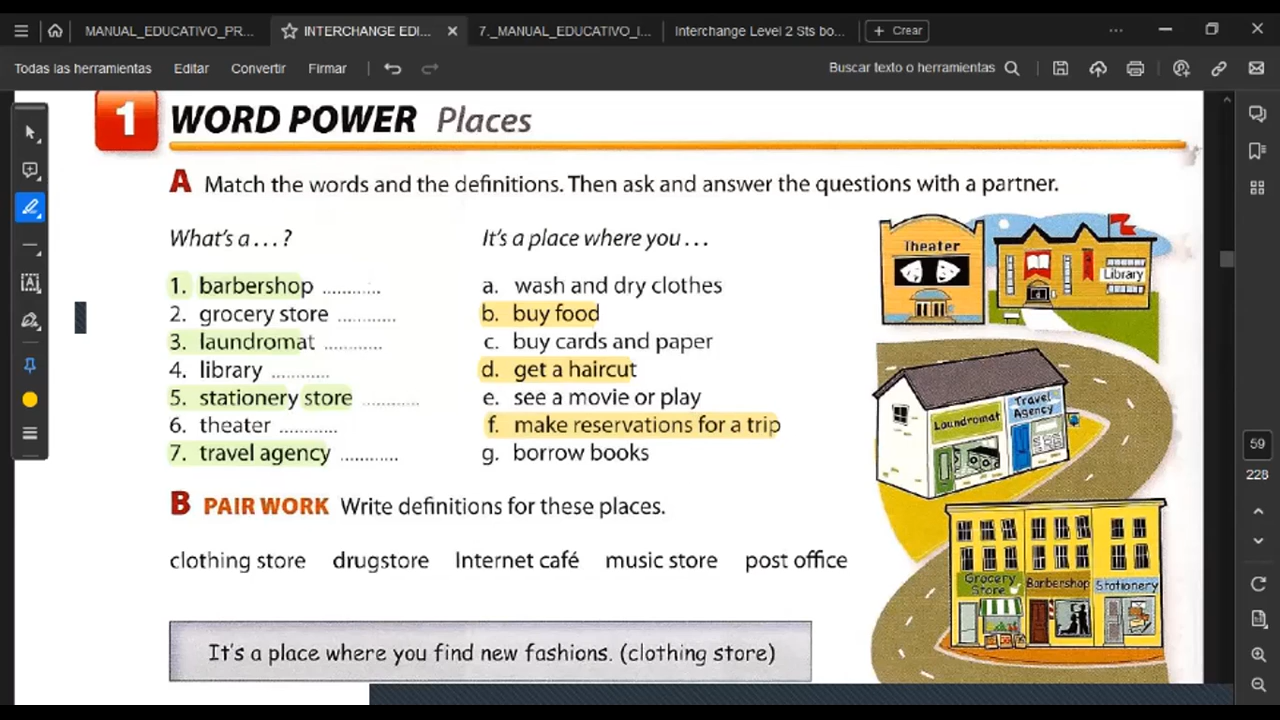 MANUAL_EDUCATIVO_PR...
INTERCHANGE EDI...
7._MANUAL_EDUCATIVO_I...
Interchange Level 2 Sts bo...
+ Crear
Todas las herramientas
Editar
Convertir
Firmar
Buscar texto o herramientas
1 WORD POWER Places
A Match the words and the definitions. Then ask and answer the questions with a partner.
What's a . . . ?
It's a place where you . . .
1. barbershop ...........
2. grocery store ...........
3. laundromat ...........
4. library ...........
5. stationery store ...........
6. theater ...........
7. travel agency ...........
a. wash and dry clothes
b. buy food
c. buy cards and paper
d. get a haircut
e. see a movie or play
f. make reservations for a trip
g. borrow books
Theater
Library
Laundromat
Travel
Agency
Grocery
Store
Barbershop
Stationery
B PAIR WORK Write definitions for these places.
clothing store drugstore Internet café music store post office
It's a place where you find new fashions. (clothing store)
59
228